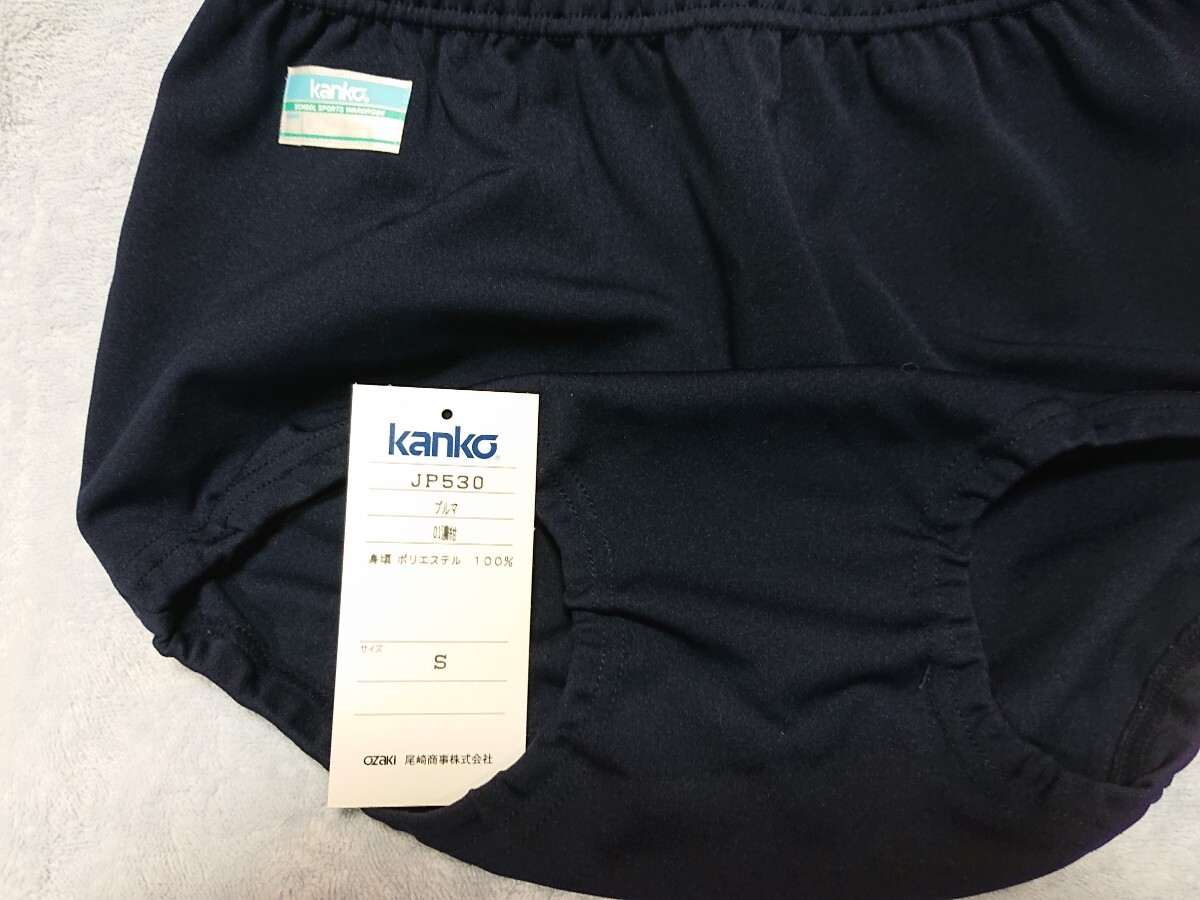 kanko
SCHOOL SPORTS WARDROBE
kanko
JP530
ブルマ
01濃紺
身頃 ポリエステル 100%
サイズ
S
OZAKI 尾崎商事株式会社